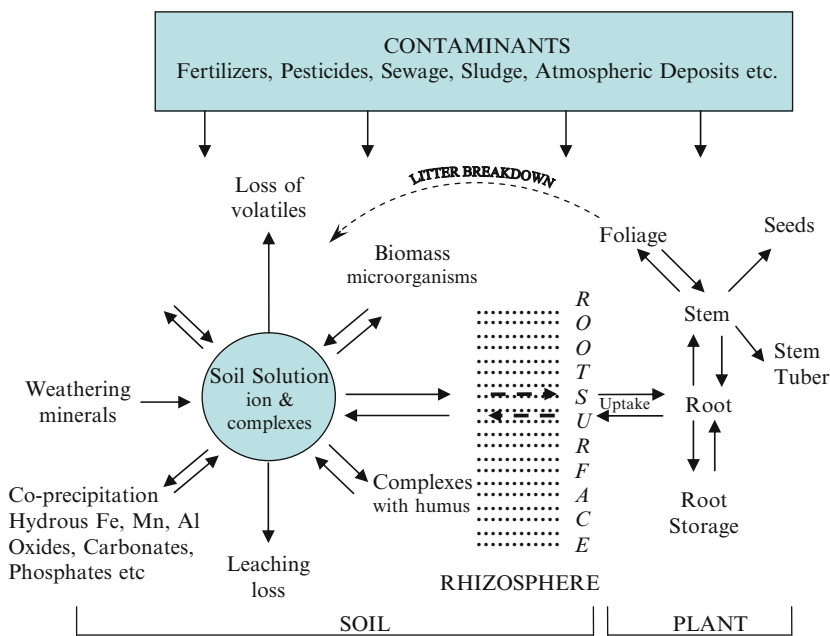 CONTAMINANTS
Fertilizers, Pesticides, Sewage, Sludge, Atmospheric Deposits etc.
LITTER BREAKDOWN
Loss of
volatiles
Foliage
Seeds
Biomass
microorganisms
Stem
Stem
Tuber
ROOT SURFACE
Soil Solution
ion &
complexes
Weathering
minerals
Uptake
Root
Co-precipitation
Hydrous Fe, Mn, Al
Oxides, Carbonates,
Phosphates etc
Complexes
with humus
Root
Storage
Leaching
loss
RHIZOSPHERE
SOIL
PLANT